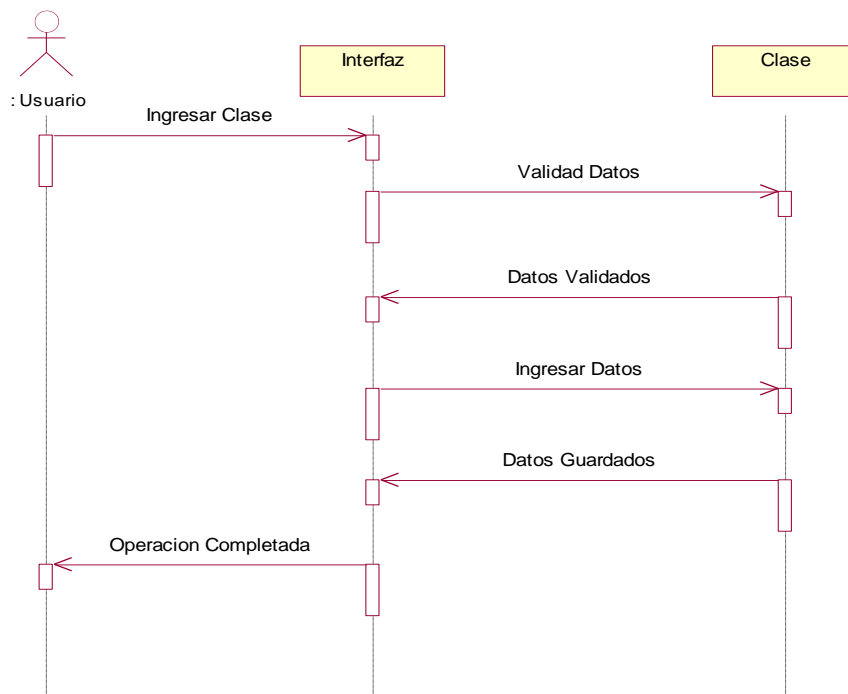 Interfaz
Clase
: Usuario
Ingresar Clase
Validad Datos
Datos Validados
Ingresar Datos
Datos Guardados
Operacion Completada